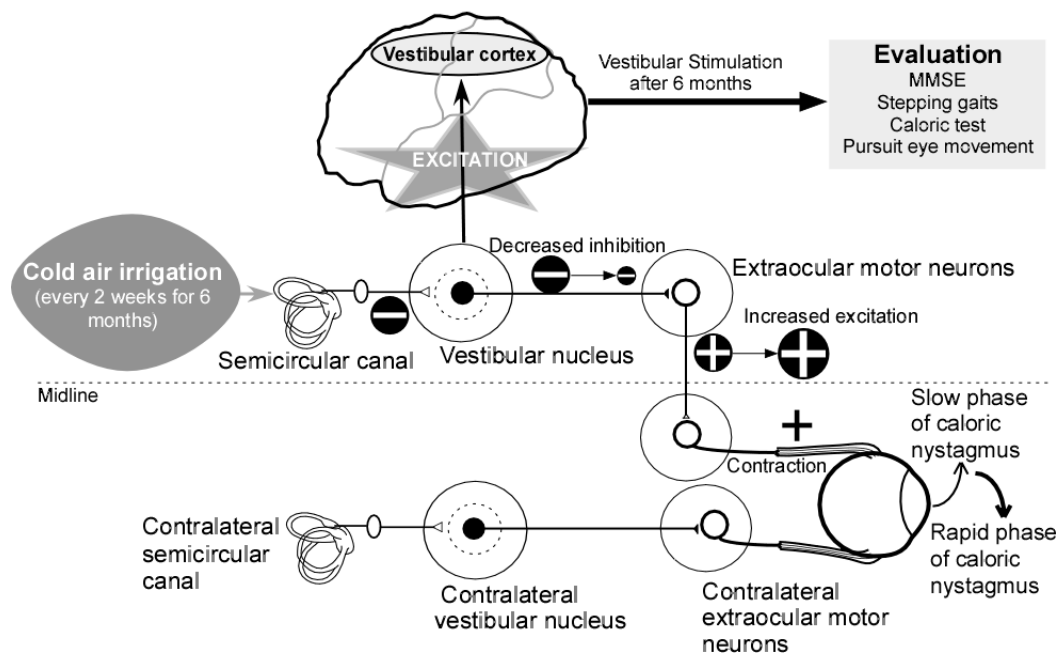 Vestibular cortex
Vestibular Stimulation
after 6 months
Evaluation
MMSE
Stepping gaits
Caloric test
Pursuit eye movement
EXCITATION
Cold air irrigation
(every 2 weeks for 6
months)
Semicircular canal
Vestibular nucleus
Decreased inhibition
Extraocular motor neurons
Increased excitation
Midline
Slow phase
of caloric
nystagmus
Contraction
Rapid phase
of caloric
nystagmus
Contralateral
semicircular
canal
Contralateral
vestibular nucleus
Contralateral
extraocular motor
neurons